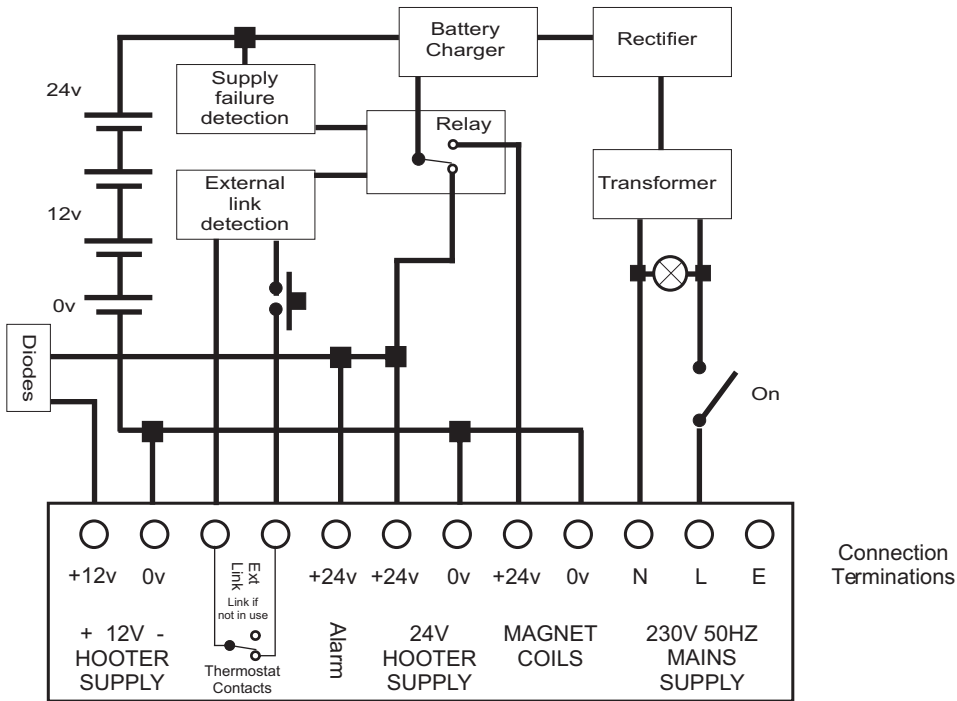 Battery
Charger
Rectifier
24v
Supply
failure
detection
Relay
External
link
detection
Transformer
12v
0v
Diodes
On
+12v 0v
Ext
Link
+24v +24v 0v +24v 0v N L E
Link if
not in use
Connection
Terminations
+ 12V -
HOOTER
SUPPLY
Thermostat
Contacts
Alarm
24V
HOOTER
SUPPLY
MAGNET
COILS
230V 50HZ
MAINS
SUPPLY